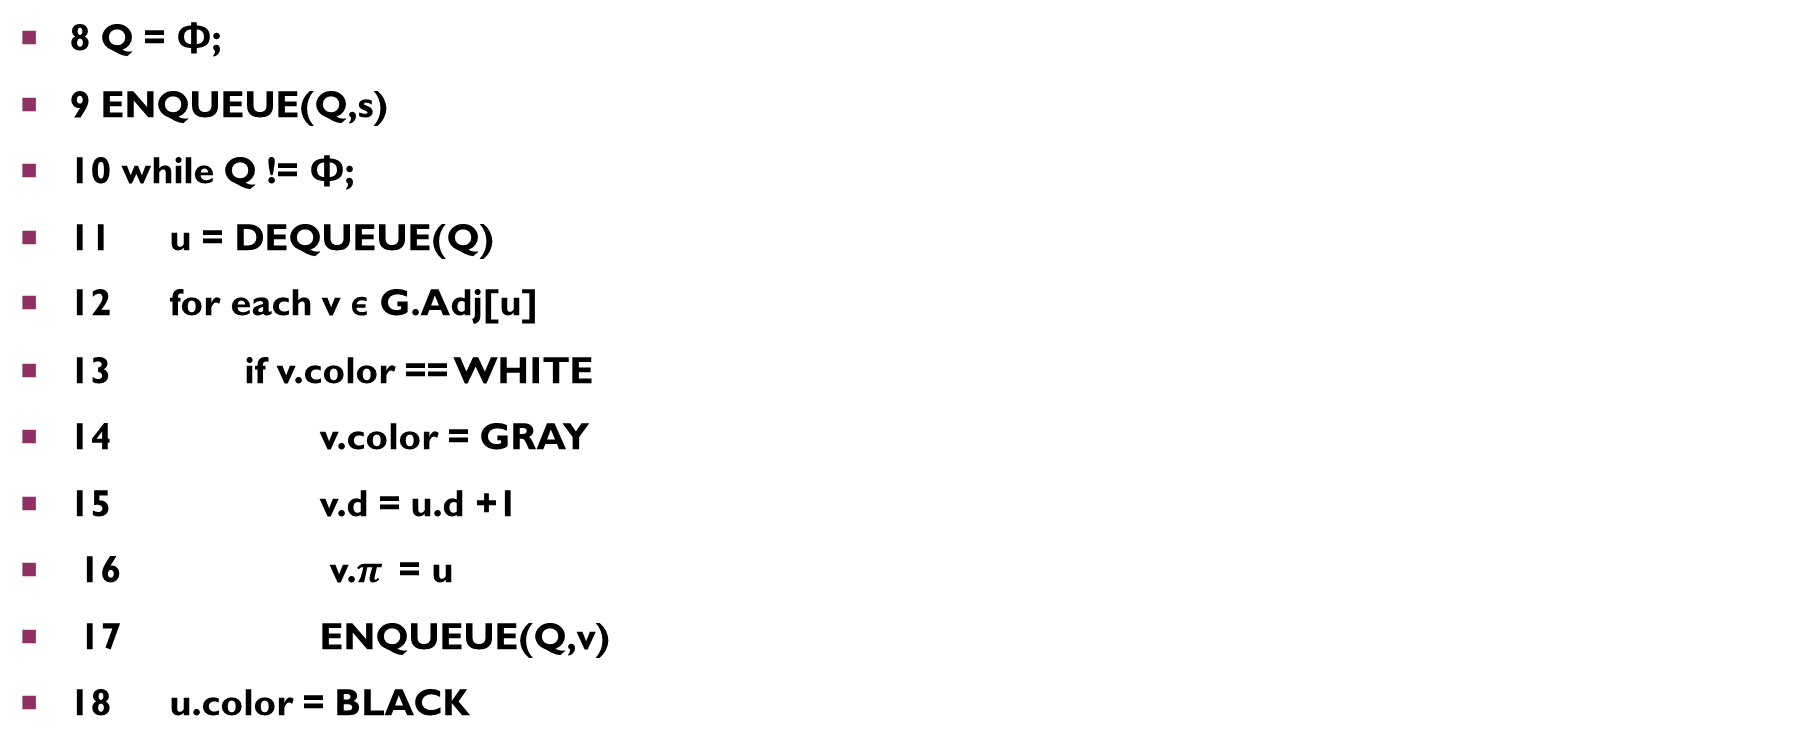 ▪ 8 Q = Φ;
▪ 9 ENQUEUE(Q,s)
▪ 10 while Q != Φ;
▪ 11 u = DEQUEUE(Q)
▪ 12 for each v ϵ G.Adj[u]
▪ 13 if v.color == WHITE
▪ 14 v.color = GRAY
▪ 15 v.d = u.d +1
▪ 16 v.𝜋 = u
▪ 17 ENQUEUE(Q,v)
▪ 18 u.color = BLACK